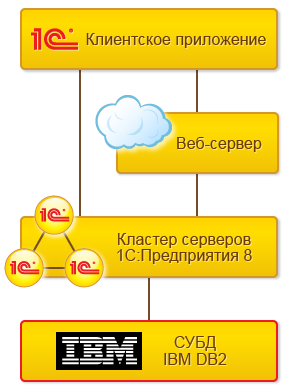 1С Клиентское приложение
Веб-сервер
1С
Кластер серверов
1С:Предприятия 8
1С
1С
IBM
СУБД
IBM DB2